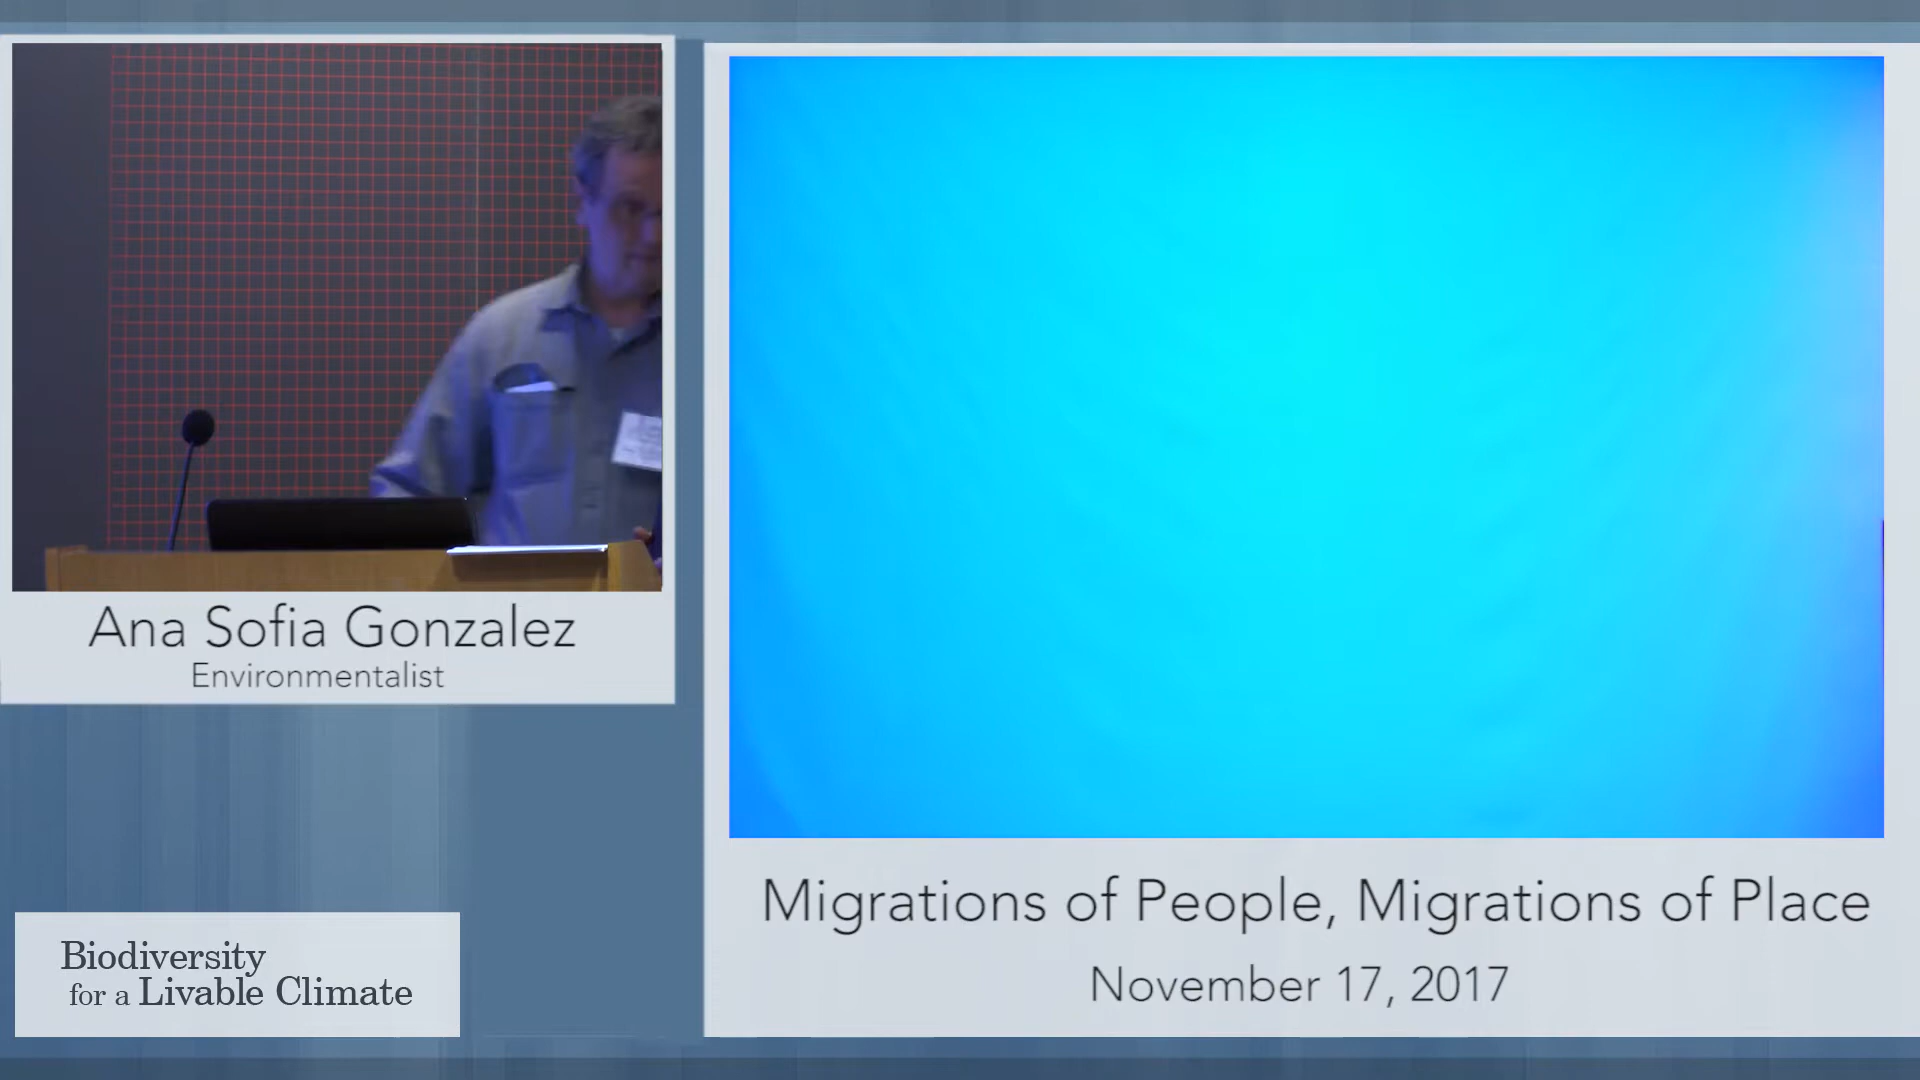 Ana Sofia Gonzalez
Environmentalist
Biodiversity
for a Livable Climate
Migrations of People, Migrations of Place
November 17, 2017